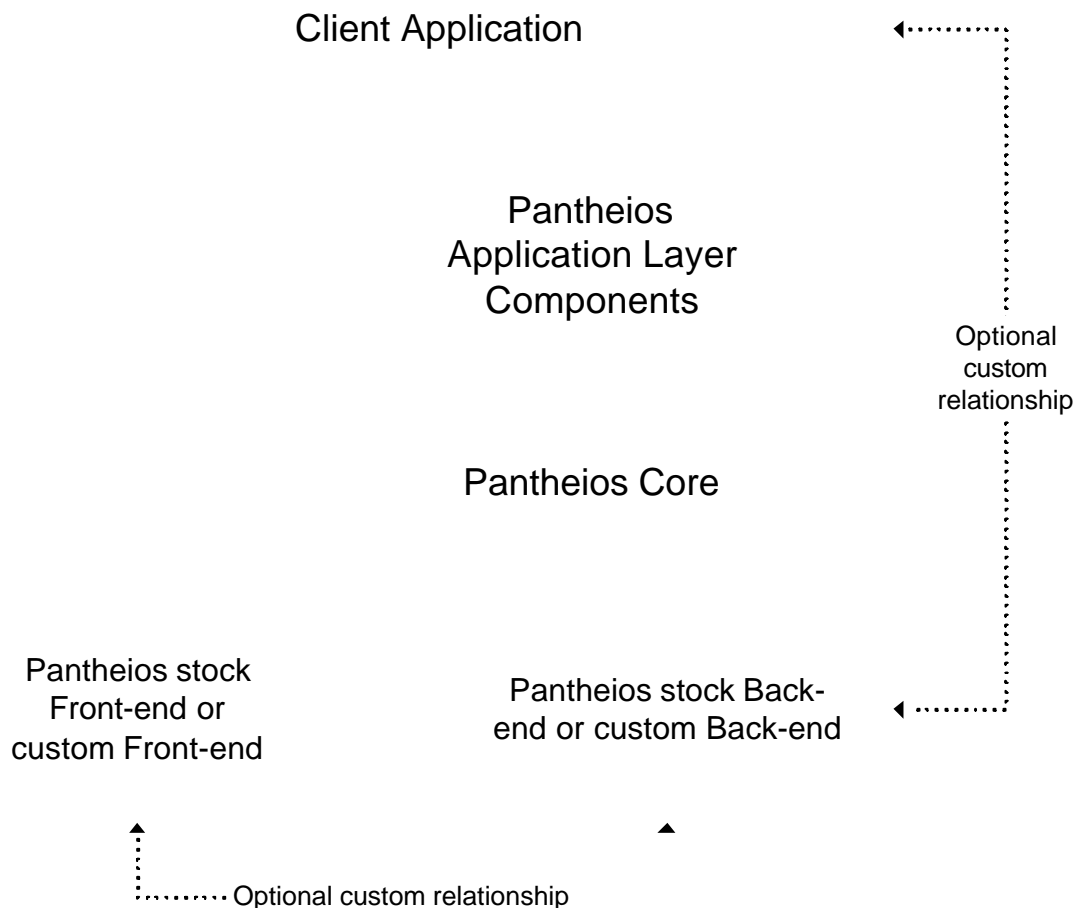 Client Application
Pantheios
Application Layer
Components
Optional
custom
relationship
Pantheios Core
Pantheios stock
Front-end or
custom Front-end
Pantheios stock Back-
end or custom Back-end
Optional custom relationship